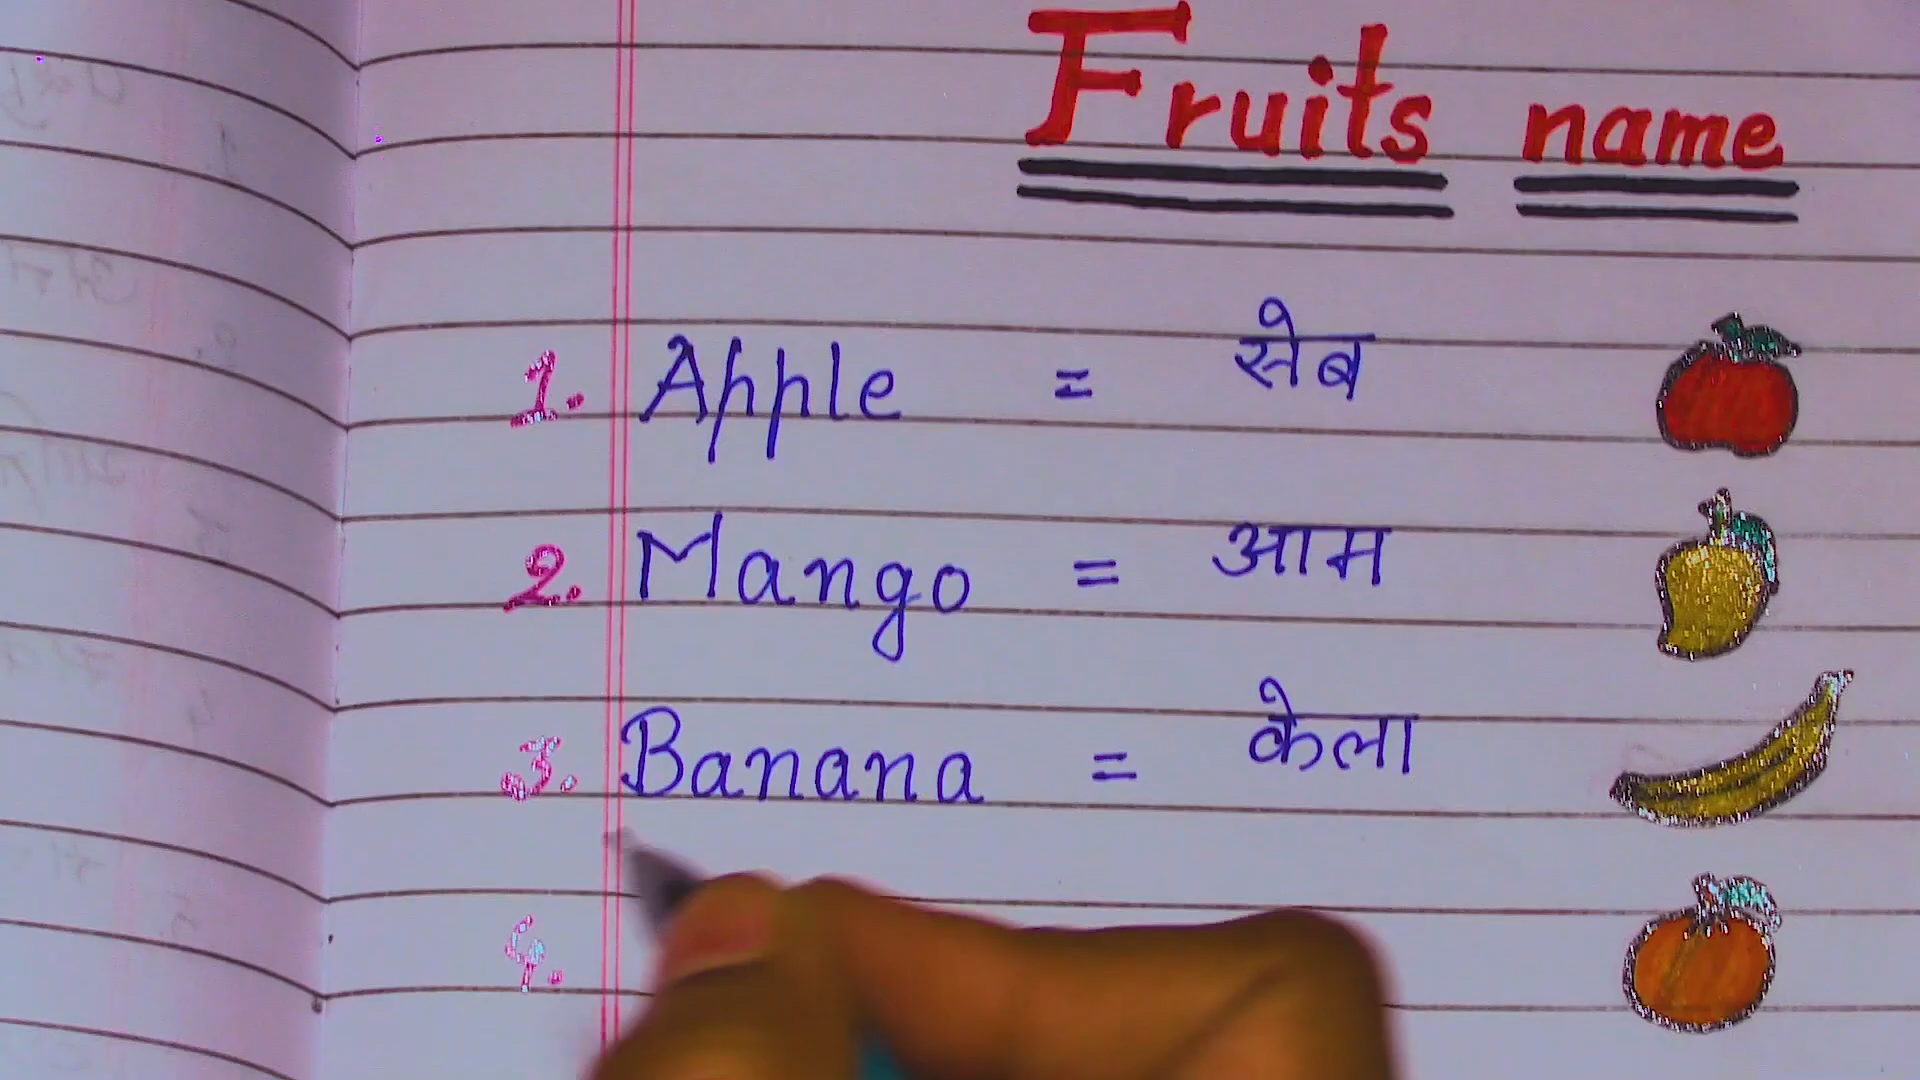 Fruits name
1. Apple = सेब
2. Mango = आम
3. Banana = केला
4.